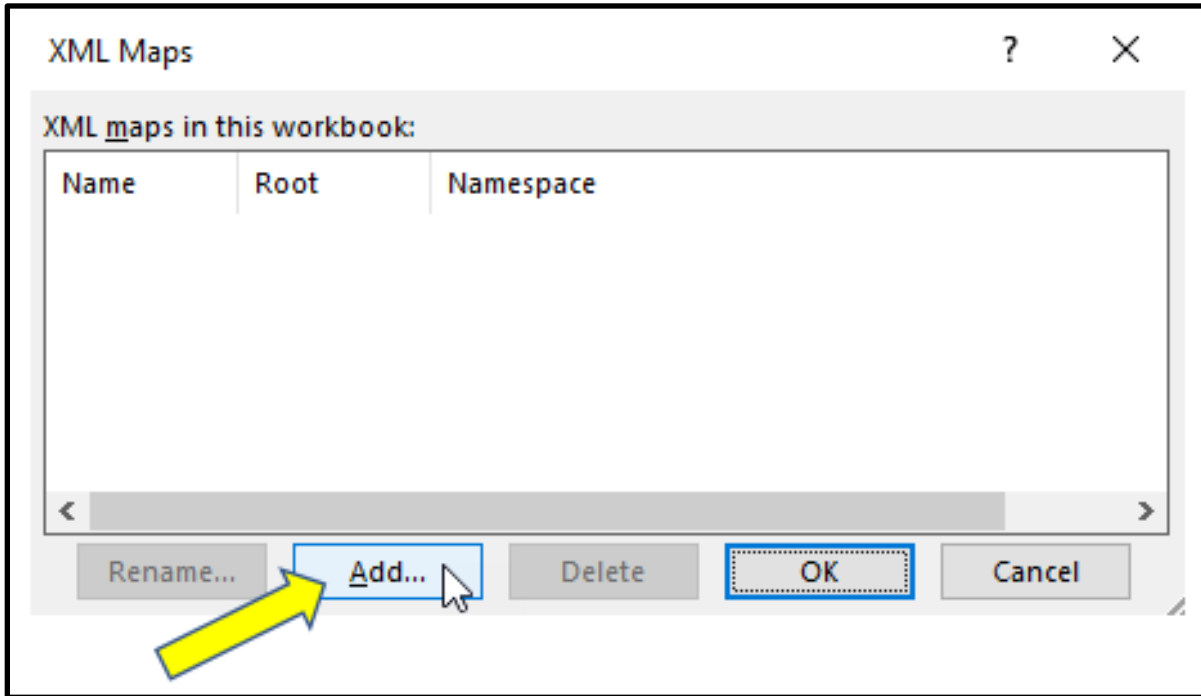 XML Maps ?
XML maps in this workbook:
Name Root Namespace
Rename... Add... Delete OK Cancel